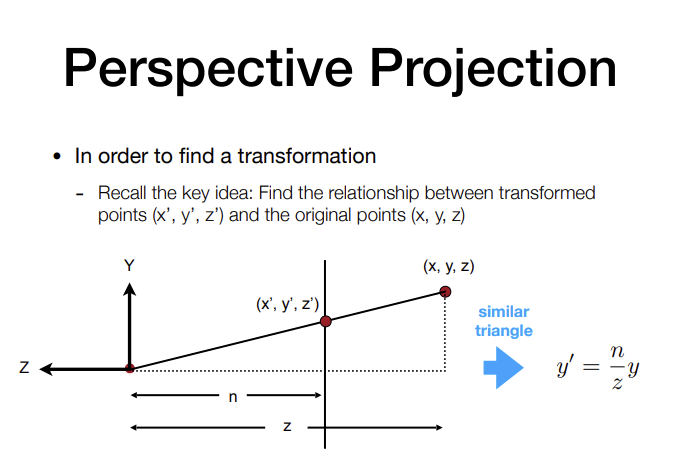 Perspective Projection
• In order to find a transformation
- Recall the key idea: Find the relationship between transformed
points (x’, y’, z’) and the original points (x, y, z)
Y
(x, y, z)
(x’, y’, z’)
similar
triangle
y′ = n/z y
Z
n
z